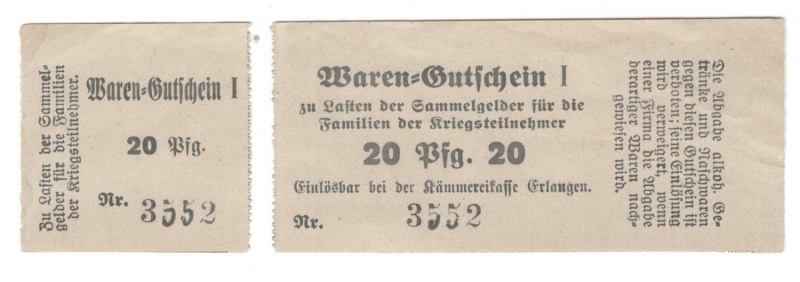 Zu Lasten der Sammel-
gelder für die Familien
der Kriegsteilnehmer.
Waren-Gutschein I
20 Pfg.
Nr. 3552
Waren-Gutschein I
zu Lasten der Sammelgelder für die
Familien der Kriegsteilnehmer
20 Pfg. 20
Einlösbar bei der Kämmereikasse Erlangen.
Nr. 3552
Die Abgabe alkoh. Ge-
tränke und Naschwaren
gegen diesen Gutschein ist
verboten; seine Einlösung
wird verweigert, wenn
einer Firma die Abgabe
derartiger Waren nach-
gewiesen wird.